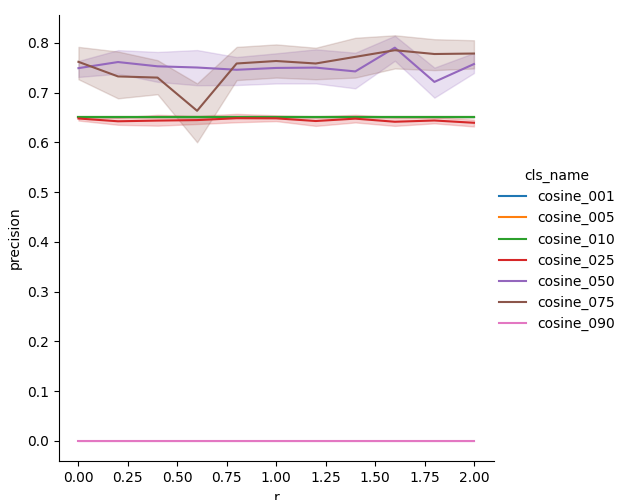 0.8
0.7
0.6
0.5
0.4
0.3
0.2
0.1
0.0
precision
0.00 0.25 0.50 0.75 1.00 1.25 1.50 1.75 2.00
r
cls_name
cosine_001
cosine_005
cosine_010
cosine_025
cosine_050
cosine_075
cosine_090